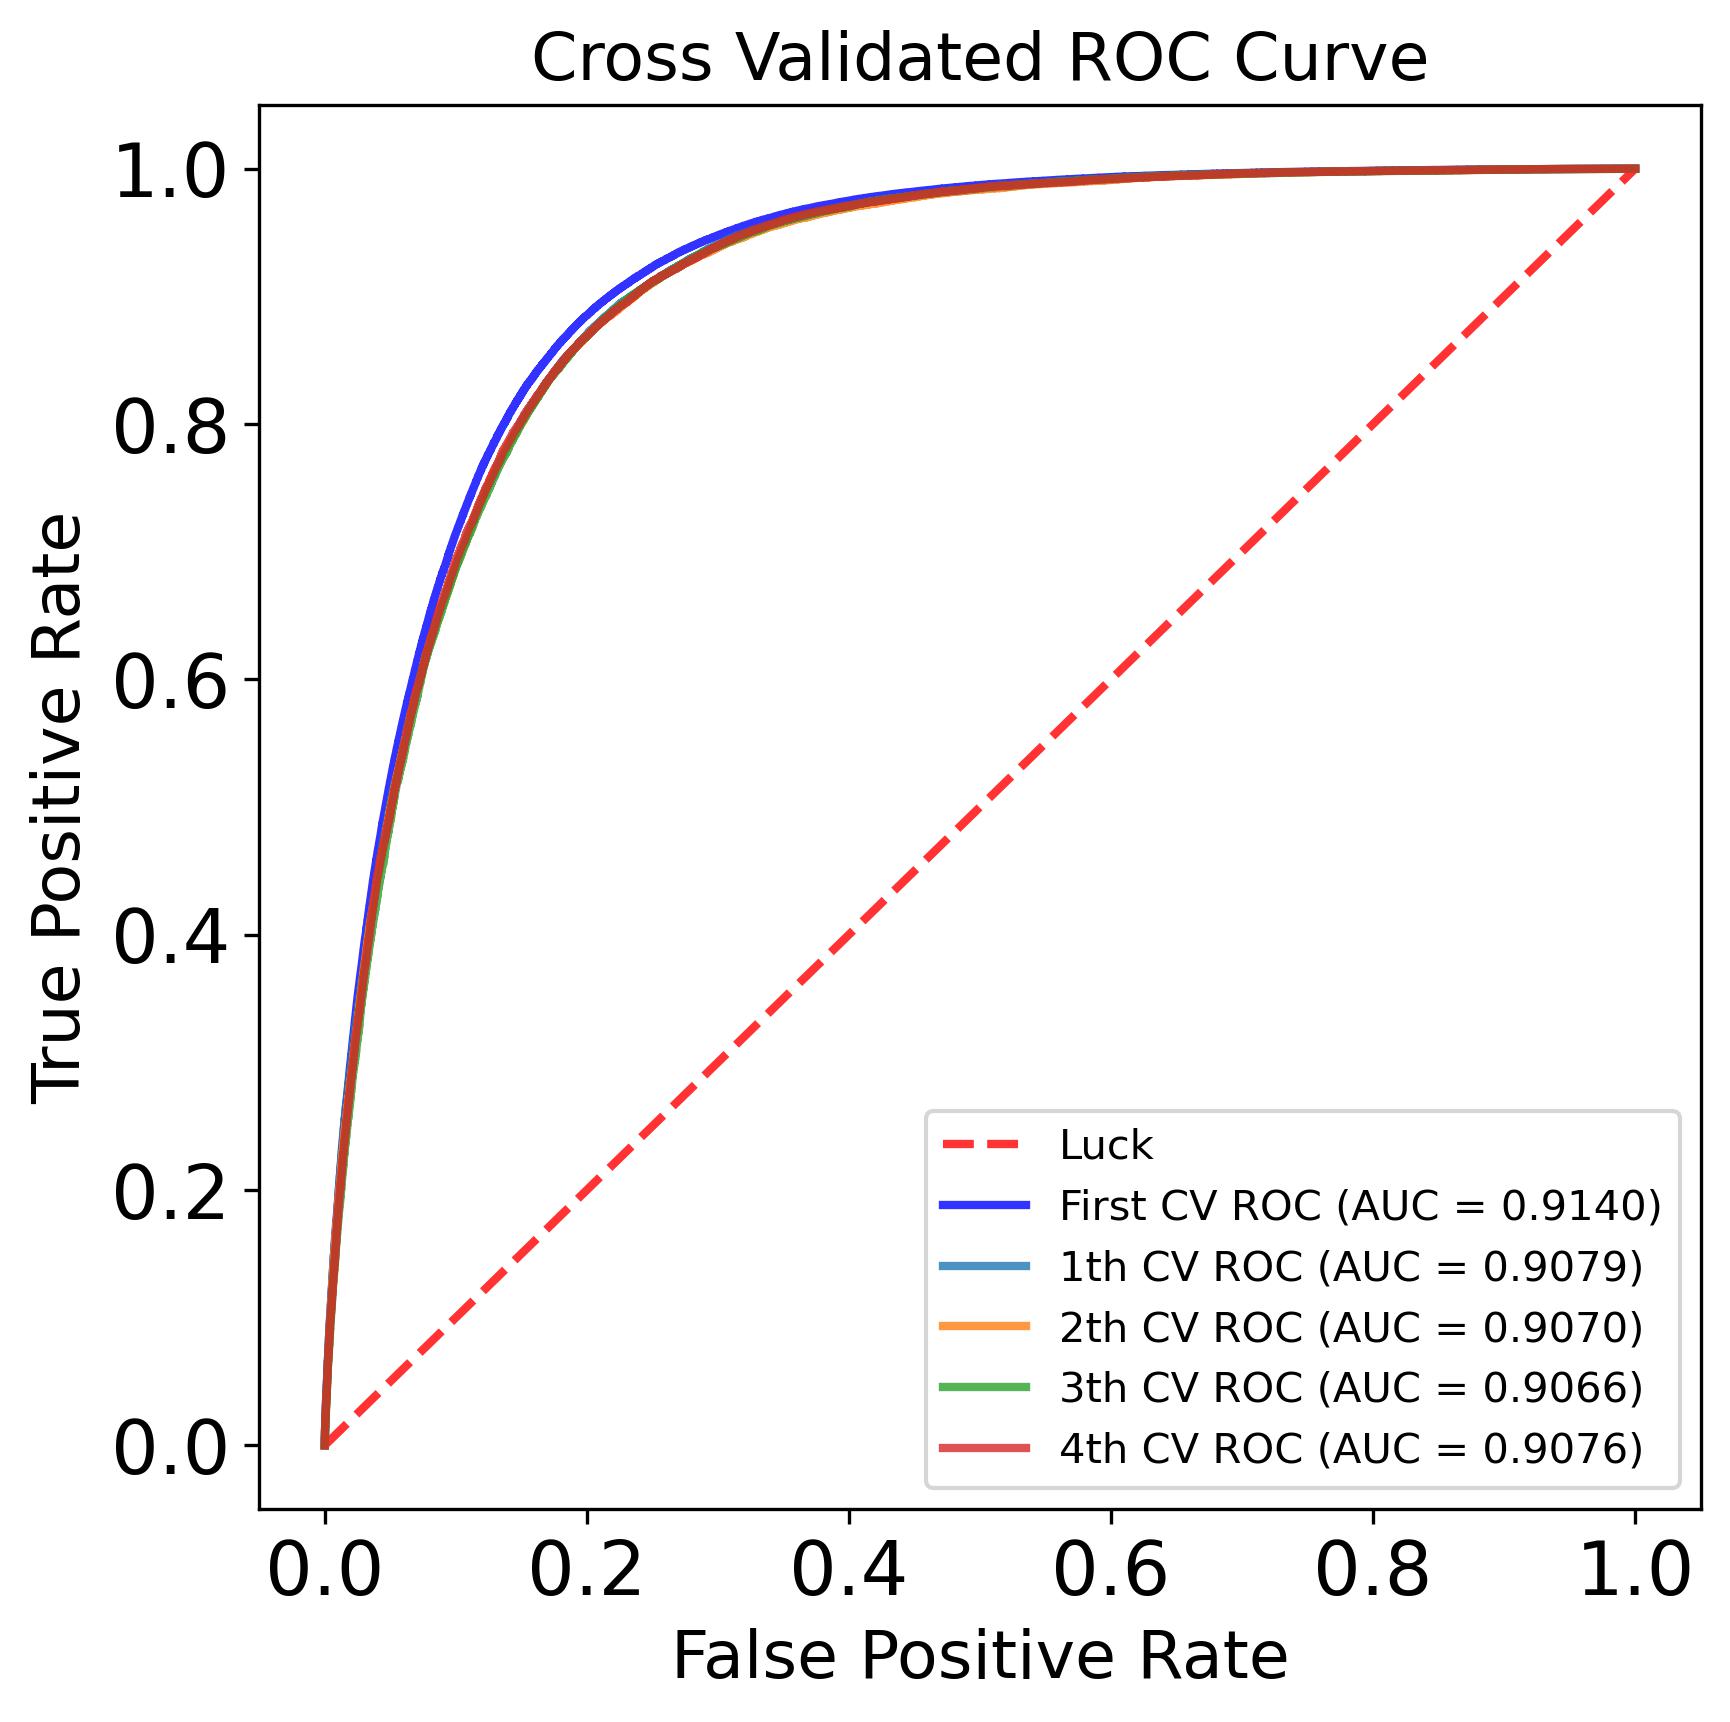 Cross Validated ROC Curve
True Positive Rate
1.0
0.8
0.6
0.4
0.2
0.0
Luck
First CV ROC (AUC = 0.9140)
1th CV ROC (AUC = 0.9079)
2th CV ROC (AUC = 0.9070)
3th CV ROC (AUC = 0.9066)
4th CV ROC (AUC = 0.9076)
0.0 0.2 0.4 0.6 0.8 1.0
False Positive Rate